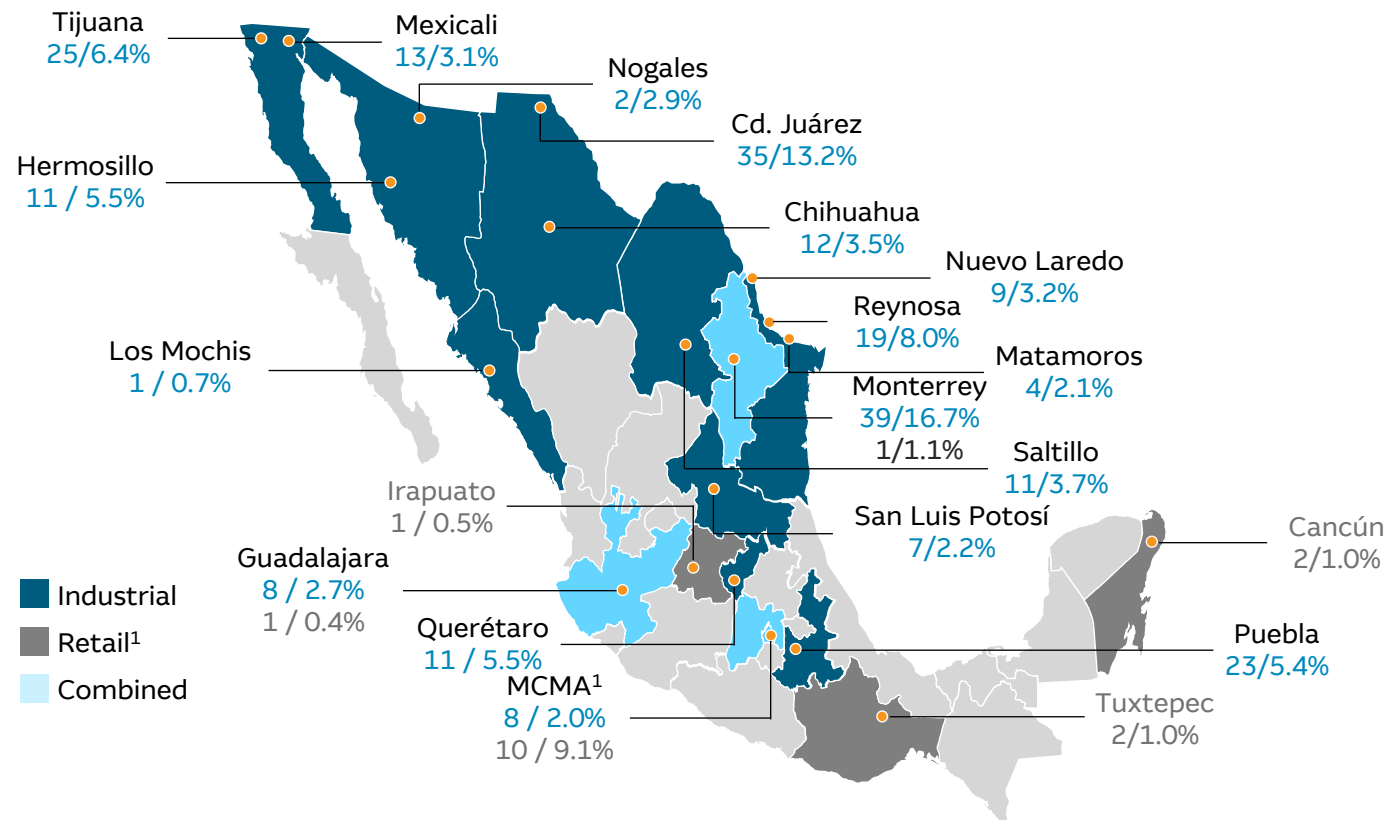 Tijuana
25/6.4%
Mexicali
13/3.1%
Nogales
2/2.9%
Cd. Juárez
35/13.2%
Hermosillo
11 / 5.5%
Chihuahua
12/3.5%
Nuevo Laredo
9/3.2%
Reynosa
19/8.0%
Los Mochis
1 / 0.7%
Matamoros
4/2.1%
Monterrey
39/16.7%
1/1.1%
Saltillo
11/3.7%
Irapuato
1 / 0.5%
San Luis Potosí
7/2.2%
Cancún
2/1.0%
Guadalajara
8 / 2.7%
1 / 0.4%
Industrial
Retail¹
Combined
Querétaro
11 / 5.5%
Puebla
23/5.4%
MCMA¹
8 / 2.0%
10 / 9.1%
Tuxtepec
2/1.0%